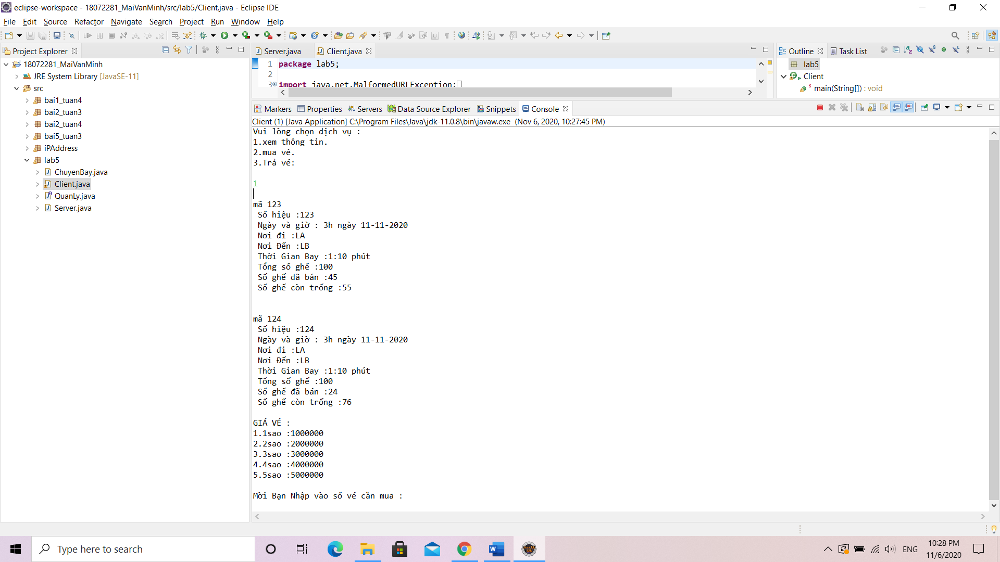 eclipse-workspace - 18072281_MaiVanMinh/src/lab5/Client.java - Eclipse IDE
File Edit Source Refactor Navigate Search Project Run Window Help
Project Explorer
18072281_MaiVanMinh
JRE System Library [JavaSE-11]
src
bai1_tuan4
bai2_tuan3
bai2_tuan4
bai5_tuan3
iPAddress
lab5
ChuyenBay.java
Client.java
QuanLy.java
Server.java
Server.java Client.java
1 package lab5;
2
3 import java.net.MalformedURLException;
Outline Task List
lab5
Client
main(String[]) : void
Markers Properties Servers Data Source Explorer Snippets Console
Client (1) [Java Application] C:\Program Files\Java\jdk-11.0.8\bin\javaw.exe (Nov 6, 2020, 10:27:45 PM)
Vui lòng chọn dịch vụ :
1.xem thông tin.
2.mua vé.
3.Trả vé:
1
mã 123
Số hiệu :123
Ngày và giờ : 3h ngày 11-11-2020
Nơi đi :LA
Nơi Đến :LB
Thời Gian Bay :1:10 phút
Tổng số ghế :100
Số ghế đã bán :45
Số ghế còn trống :55
mã 124
Số hiệu :124
Ngày và giờ : 3h ngày 11-11-2020
Nơi đi :LA
Nơi Đến :LB
Thời Gian Bay :1:10 phút
Tổng số ghế :100
Số ghế đã bán :24
Số ghế còn trống :76
GIÁ VÉ :
1.1sao :1000000
2.2sao :2000000
3.3sao :3000000
4.4sao :4000000
5.5sao :5000000
Mời Bạn Nhập vào số vé cần mua :
Type here to search
ENG
10:28 PM
11/6/2020